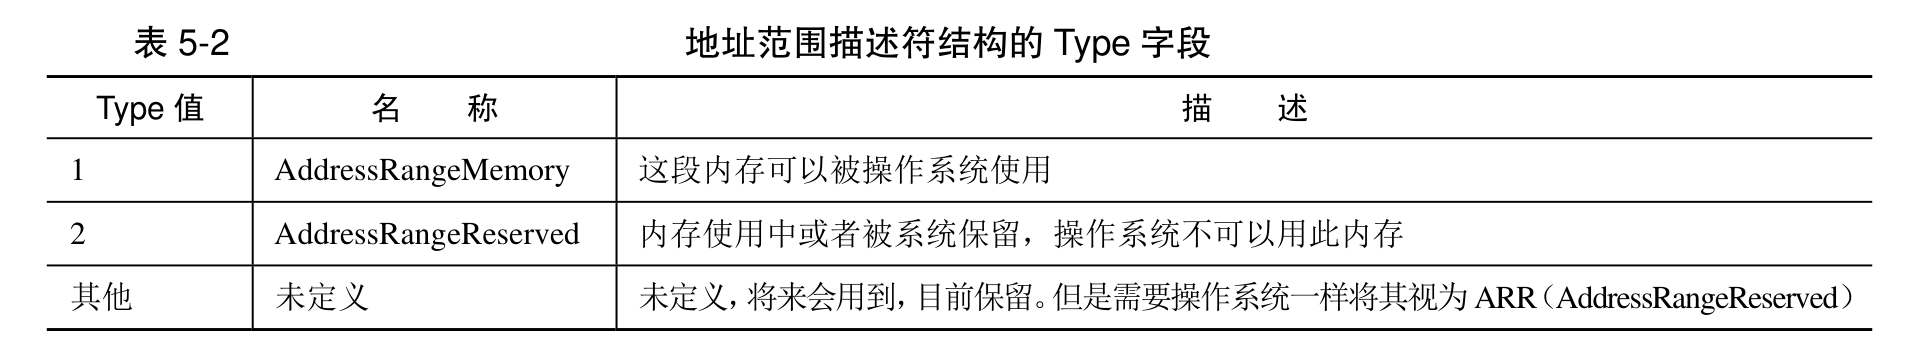 表 5-2 地址范围描述符结构的 Type 字段
Type 值 名 称 描 述
1 AddressRangeMemory 这段内存可以被操作系统使用
2 AddressRangeReserved 内存使用中或者被系统保留，操作系统不可以用此内存
其他 未定义 未定义，将来会用到，目前保留。但是需要操作系统一样将其视为 ARR（AddressRangeReserved）